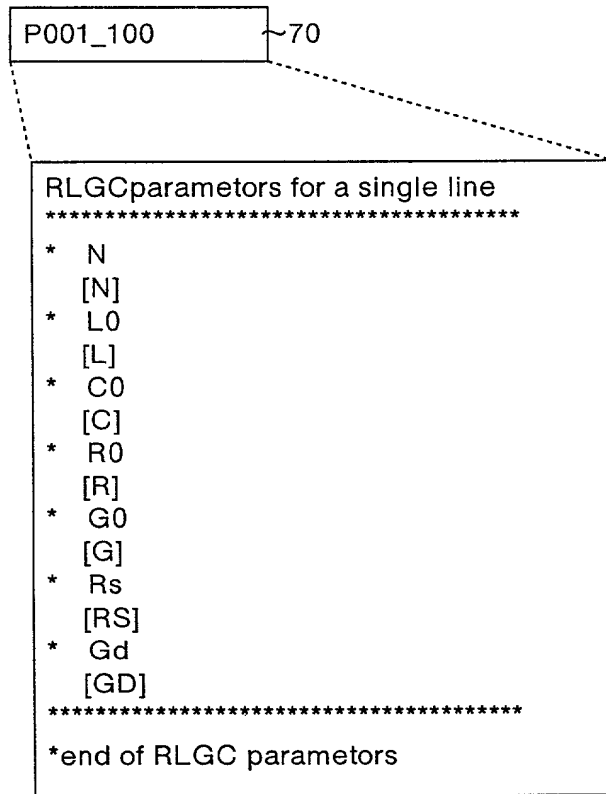 P001_100 ~70
RLGCparametors for a single line
****************************************
* N
[N]
* L0
[L]
* C0
[C]
* R0
[R]
* G0
[G]
* Rs
[RS]
* Gd
[GD]
****************************************
*end of RLGC parametors